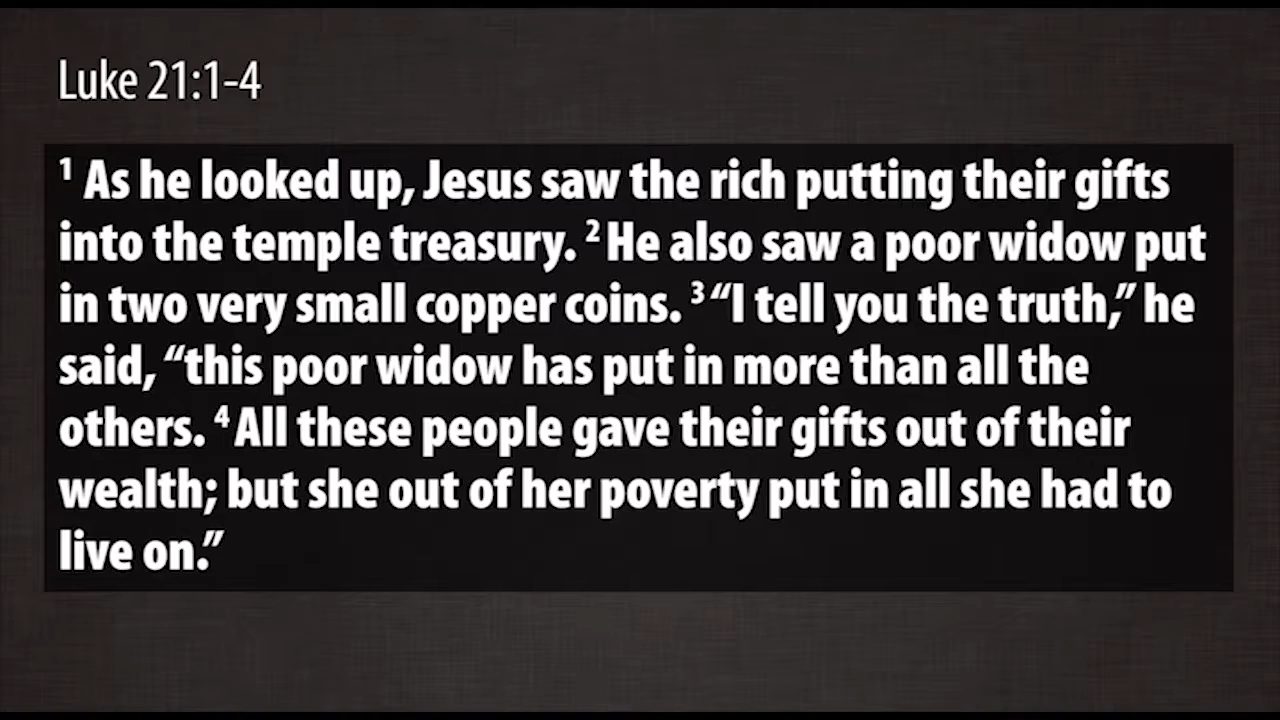 Luke 21:1-4
¹ As he looked up, Jesus saw the rich putting their gifts
into the temple treasury. ² He also saw a poor widow put
in two very small copper coins. ³ “I tell you the truth,” he
said, “this poor widow has put in more than all the
others. ⁴ All these people gave their gifts out of their
wealth; but she out of her poverty put in all she had to
live on.”